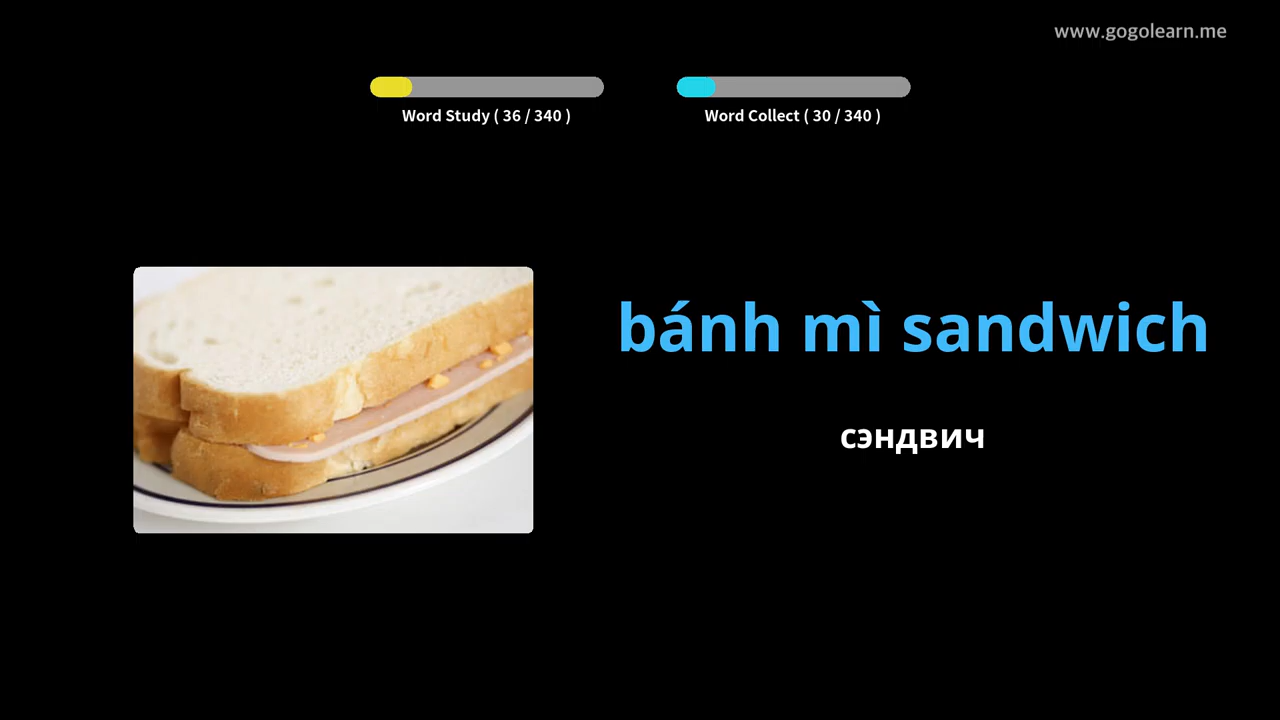 www.gogolearn.me
Word Study ( 36 / 340 )
Word Collect ( 30 / 340 )
bánh mì sandwich
сэндвич